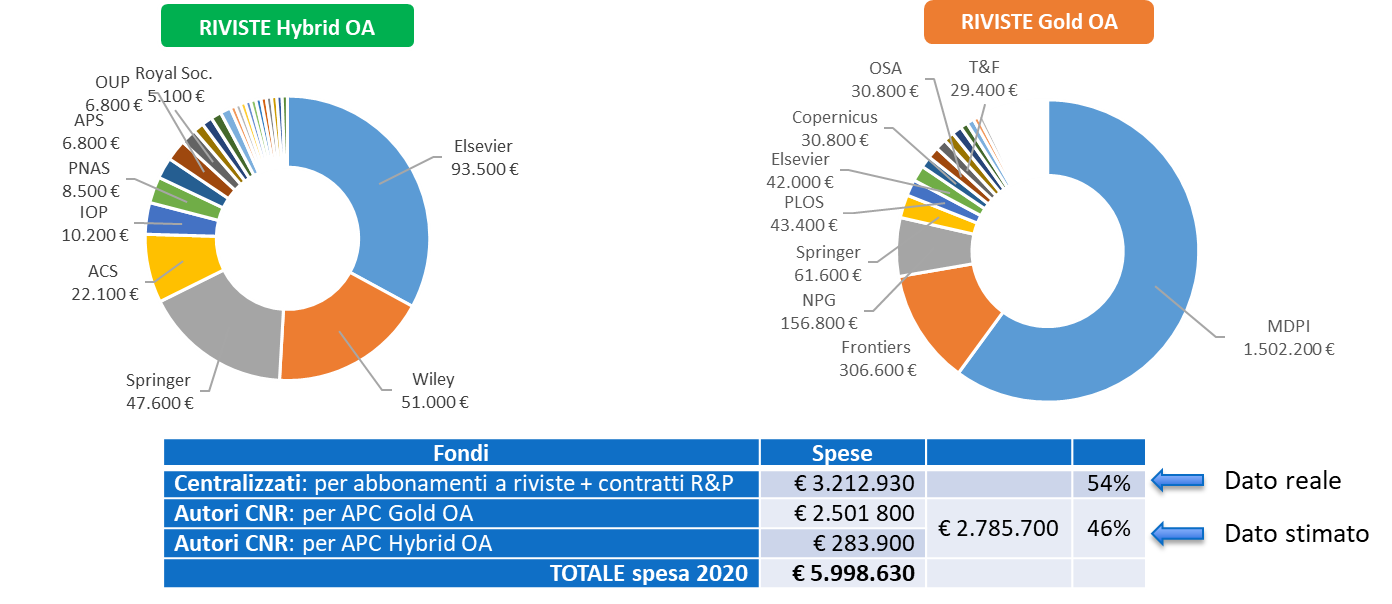 RIVISTE Hybrid OA
Royal Soc.
5.100 €
OUP
6.800 €
APS
6.800 €
PNAS
8.500 €
IOP
10.200 €
ACS
22.100 €
Springer
47.600 €
Wiley
51.000 €
Elsevier
93.500 €
RIVISTE Gold OA
T&F
29.400 €
OSA
30.800 €
Copernicus
30.800 €
Elsevier
42.000 €
PLOS
43.400 €
Springer
61.600 €
NPG
156.800 €
Frontiers
306.600 €
MDPI
1.502.200 €
Fondi Spese
Centralizzati: per abbonamenti a riviste + contratti R&P € 3.212.930 54%
Dato reale
Autori CNR: per APC Gold OA € 2.501 800
Autori CNR: per APC Hybrid OA € 283.900
€ 2.785.700 46%
Dato stimato
TOTALE spesa 2020 € 5.998.630